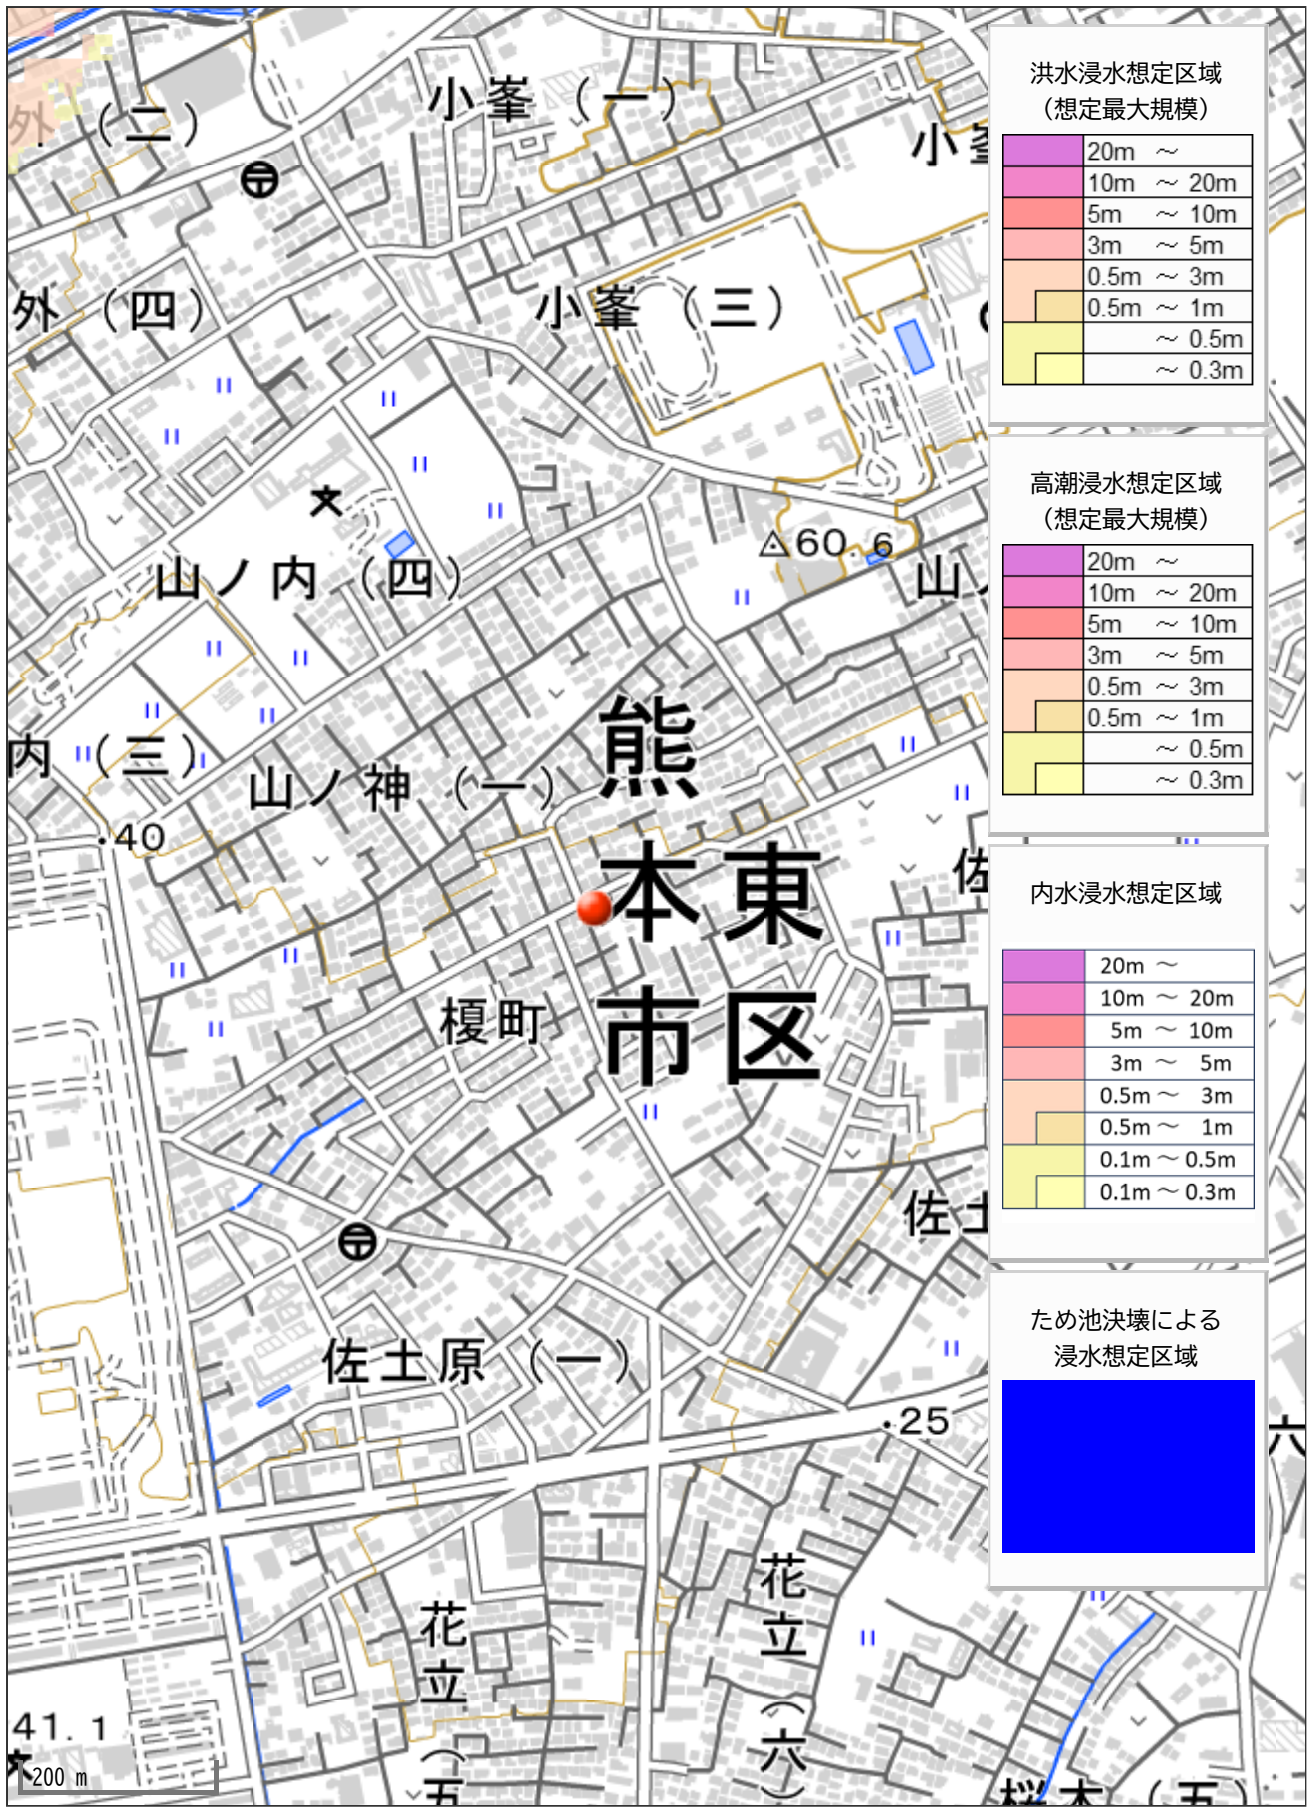 外（二）
小峯（一）
小峯
外（四）
小峯（三）
山ノ内（四）
60.6
山ノ
内（三）
山ノ神（一）
40
熊
本東
市区
佐
榎町
佐土
佐土原（一）
25
花立（五）
花立（六）
六
41.1
200 m
桜木（五）
洪水浸水想定区域
（想定最大規模）
20m ～
10m ～ 20m
5m ～ 10m
3m ～ 5m
0.5m ～ 3m
0.5m ～ 1m
～ 0.5m
～ 0.3m
高潮浸水想定区域
（想定最大規模）
20m ～
10m ～ 20m
5m ～ 10m
3m ～ 5m
0.5m ～ 3m
0.5m ～ 1m
～ 0.5m
～ 0.3m
内水浸水想定区域
20m ～
10m ～ 20m
5m ～ 10m
3m ～ 5m
0.5m ～ 3m
0.5m ～ 1m
0.1m ～ 0.5m
0.1m ～ 0.3m
ため池決壊による
浸水想定区域